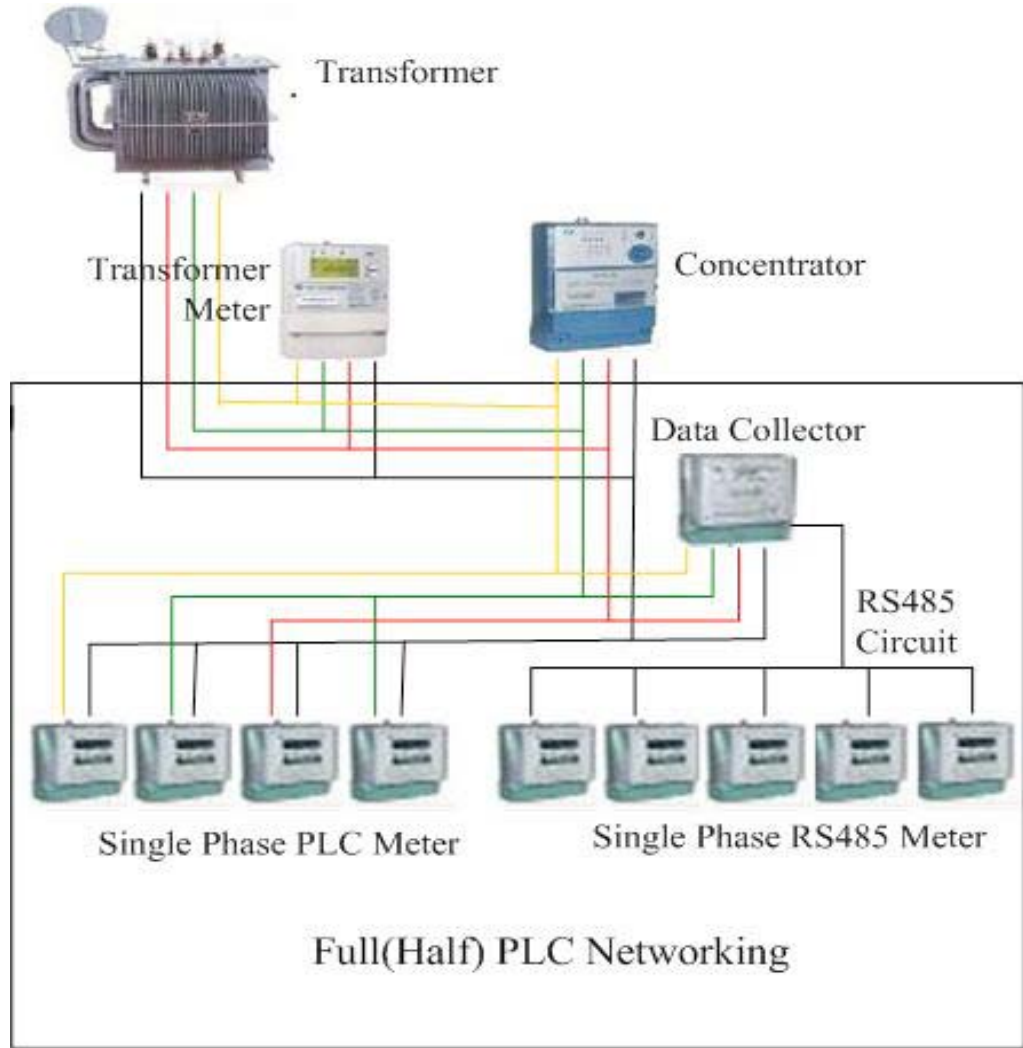 Transformer
Transformer
Meter
Concentrator
Data Collector
RS485
Circuit
Single Phase PLC Meter
Single Phase RS485 Meter
Full(Half) PLC Networking